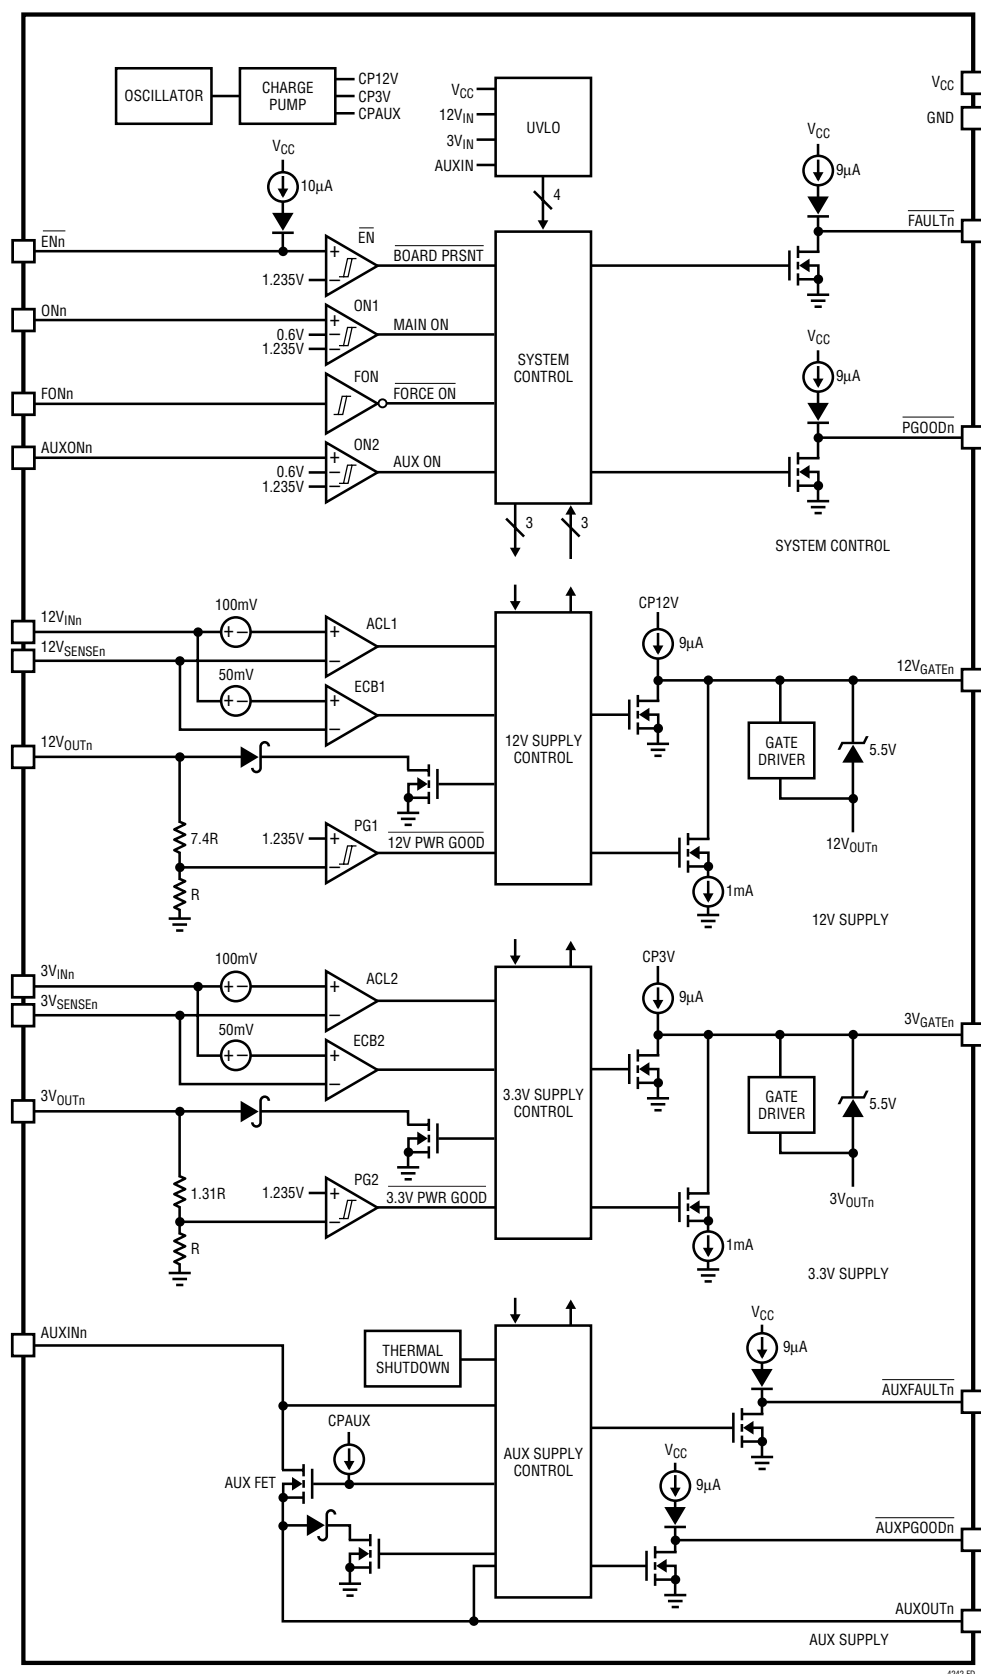 OSCILLATOR
CHARGE
PUMP
CP12V
CP3V
CPAUX
VCC
12VIN
3VIN
AUXIN
UVLO
4
VCC
GND
VCC
10µA
VCC
9µA
ENn
EN
BOARD PRSNT
1.235V
FAULTn
ONn
ON1
MAIN ON
0.6V
1.235V
FONn
FON
FORCE ON
AUXONn
ON2
AUX ON
0.6V
1.235V
SYSTEM
CONTROL
VCC
9µA
PGOODn
3
3
SYSTEM CONTROL
12VINn
100mV
ACL1
12VSENSEn
50mV
ECB1
12VOUTn
7.4R
R
1.235V
PG1
12V PWR GOOD
12V SUPPLY
CONTROL
CP12V
9µA
12VGATEn
GATE
DRIVER
5.5V
12VOUTn
1mA
12V SUPPLY
3VINn
100mV
ACL2
3VSENSEn
50mV
ECB2
3VOUTn
1.31R
R
1.235V
PG2
3.3V PWR GOOD
3.3V SUPPLY
CONTROL
CP3V
9µA
3VGATEn
GATE
DRIVER
5.5V
3VOUTn
1mA
3.3V SUPPLY
AUXINn
THERMAL
SHUTDOWN
CPAUX
AUX FET
AUX SUPPLY
CONTROL
VCC
9µA
AUXFAULTn
VCC
9µA
AUXPGOODn
AUXOUTn
AUX SUPPLY